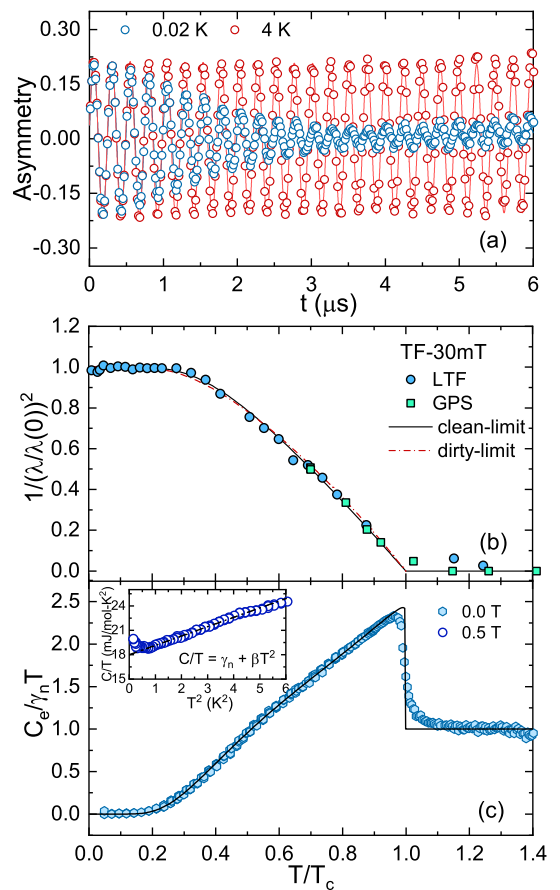 0.30
0.15
0.00
-0.15
-0.30
Asymmetry
0.02 K
4 K
(a)
0 1 2 3 4 5 6
t (μs)
1.2
1.0
0.8
0.6
0.4
0.2
0.0
1/(λ/λ(0))²
TF-30mT
LTF
GPS
clean-limit
dirty-limit
(b)
2.5
2.0
1.5
1.0
0.5
0.0
C_e/γ_nT
24
21
18
15
C/T (mJ/mol-K²)
C/T = γ_n + βT²
0 1 2 3 4 5 6
T² (K²)
0.0 T
0.5 T
(c)
0.0 0.2 0.4 0.6 0.8 1.0 1.2 1.4
T/T_c